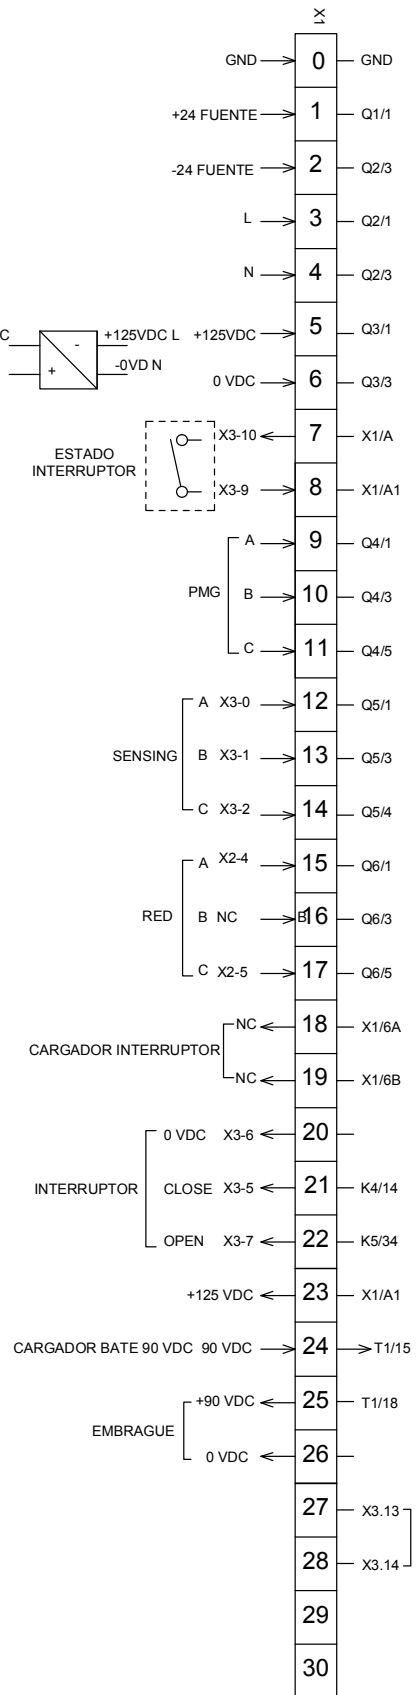 X1
GND 0 GND
+24 FUENTE 1 Q1/1
-24 FUENTE 2 Q2/3
L 3 Q2/1
N 4 Q2/3
C
-
+
+125VDC L
-0VD N
+125VDC 5 Q3/1
0 VDC 6 Q3/3
ESTADO
INTERRUPTOR
X3-10 7 X1/A
X3-9 8 X1/A1
PMG
A 9 Q4/1
B 10 Q4/3
C 11 Q4/5
SENSING
A X3-0 12 Q5/1
B X3-1 13 Q5/3
C X3-2 14 Q5/4
RED
A X2-4 15 Q6/1
B NC B 16 Q6/3
C X2-5 17 Q6/5
CARGADOR INTERRUPTOR
NC 18 X1/6A
NC 19 X1/6B
INTERRUPTOR
0 VDC X3-6 20
CLOSE X3-5 21 K4/14
OPEN X3-7 22 K5/34
+125 VDC 23 X1/A1
CARGADOR BATE 90 VDC 90 VDC 24 T1/15
EMBRAGUE
+90 VDC 25 T1/18
0 VDC 26
27 X3.13
28 X3.14
29
30